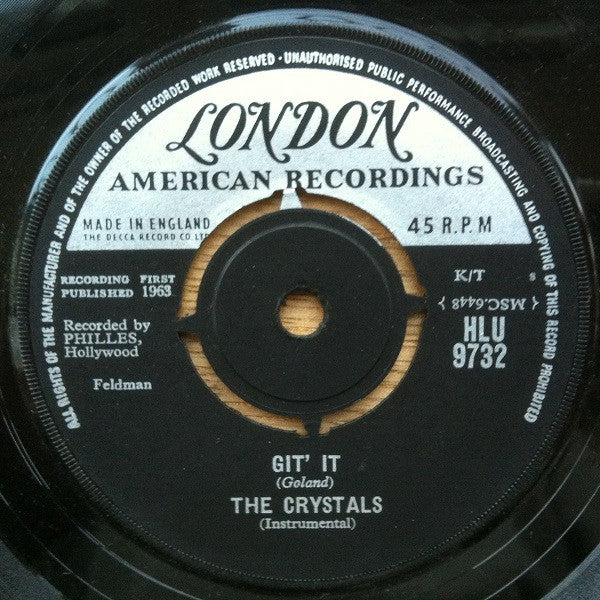 ALL RIGHTS OF THE MANUFACTURER AND OF THE OWNER OF THE RECORDED WORK RESERVED · UNAUTHORISED PUBLIC PERFORMANCE BROADCASTING AND COPYING OF THIS RECORD PROHIBITED
LONDON
AMERICAN RECORDINGS
MADE IN ENGLAND
THE DECCA RECORD CO LTD
45 R.P.M
RECORDING FIRST
PUBLISHED 1963
K/T
s
Recorded by
PHILLES,
Hollywood
{ MSC.6448 }
HLU
9732
Feldman
GIT' IT
(Goland)
THE CRYSTALS
(Instrumental)